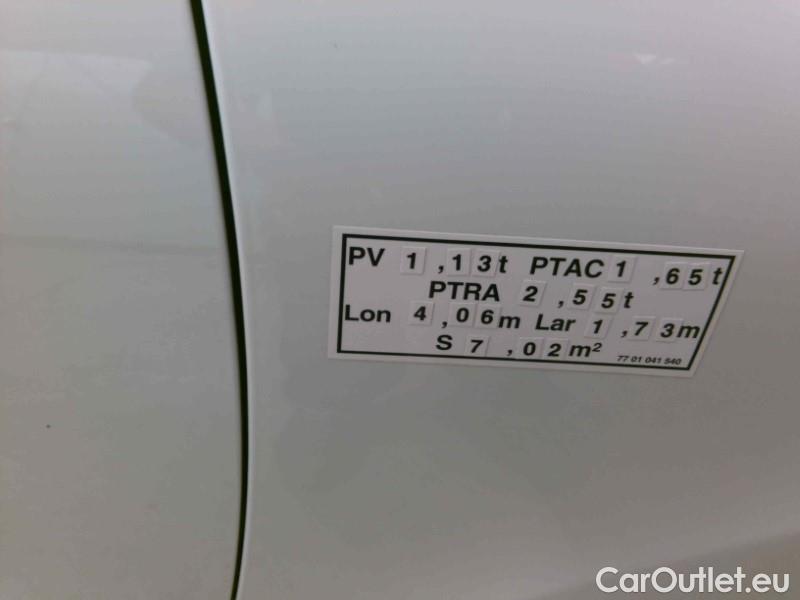 PV 1 ,13t PTAC 1 ,65t
PTRA 2 ,55t
Lon 4 ,06m Lar 1 ,73m
S 7 ,02m²
77 01 041 540
CarOutlet.eu